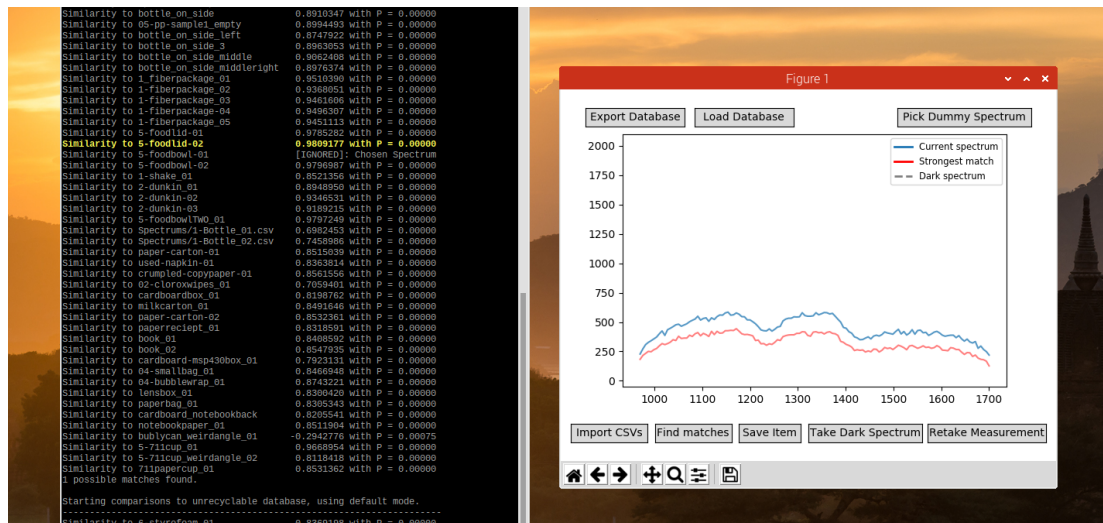 Similarity to bottle_on_side 0.8910347 with P = 0.00000
Similarity to 05-pp-sample1_empty 0.8994493 with P = 0.00000
Similarity to bottle_on_side_left 0.8747922 with P = 0.00000
Similarity to bottle_on_side_3 0.8963053 with P = 0.00000
Similarity to bottle_on_side_middle 0.9062408 with P = 0.00000
Similarity to bottle_on_side_middleright 0.8976374 with P = 0.00000
Similarity to 1_fiberpackage_01 0.9510390 with P = 0.00000
Similarity to 1-fiberpackage_02 0.9368051 with P = 0.00000
Similarity to 1-fiberpackage_03 0.9461606 with P = 0.00000
Similarity to 1-fiberpackage-04 0.9496307 with P = 0.00000
Similarity to 1-fiberpackage_05 0.9451113 with P = 0.00000
Similarity to 5-foodlid-01 0.9785282 with P = 0.00000
Similarity to 5-foodlid-02 0.9809177 with P = 0.00000
Similarity to 5-foodbowl-01 [IGNORED]: Chosen Spectrum
Similarity to 5-foodbowl-02 0.9796987 with P = 0.00000
Similarity to 1-shake_01 0.8521356 with P = 0.00000
Similarity to 2-dunkin_01 0.8948950 with P = 0.00000
Similarity to 2-dunkin-02 0.9346531 with P = 0.00000
Similarity to 2-dunkin-03 0.9189215 with P = 0.00000
Similarity to 5-foodbowlTWO_01 0.9797249 with P = 0.00000
Similarity to Spectrums/1-Bottle_01.csv 0.6982453 with P = 0.00000
Similarity to Spectrums/1-Bottle_02.csv 0.7458986 with P = 0.00000
Similarity to paper-carton-01 0.8515039 with P = 0.00000
Similarity to used-napkin-01 0.8363814 with P = 0.00000
Similarity to crumpled-copypaper-01 0.8561556 with P = 0.00000
Similarity to 02-cloroxwipes_01 0.7059401 with P = 0.00000
Similarity to cardboardbox_01 0.8198762 with P = 0.00000
Similarity to milkcarton_01 0.8491646 with P = 0.00000
Similarity to paper-carton-02 0.8532361 with P = 0.00000
Similarity to paperreciept_01 0.8318591 with P = 0.00000
Similarity to book_01 0.8408592 with P = 0.00000
Similarity to book_02 0.8547935 with P = 0.00000
Similarity to cardboard-msp430box_01 0.7923131 with P = 0.00000
Similarity to 04-smallbag_01 0.8466948 with P = 0.00000
Similarity to 04-bubblewrap_01 0.8743221 with P = 0.00000
Similarity to lensbox_01 0.8300420 with P = 0.00000
Similarity to paperbag_01 0.8305343 with P = 0.00000
Similarity to cardboard_notebookback 0.8205541 with P = 0.00000
Similarity to notebookpaper_01 0.8511904 with P = 0.00000
Similarity to bublycan_weirdangle_01 -0.2942776 with P = 0.00075
Similarity to 5-711cup_01 0.9668954 with P = 0.00000
Similarity to 5-711cup_weirdangle_02 0.8118418 with P = 0.00000
Similarity to 711papercup_01 0.8531362 with P = 0.00000
1 possible matches found.
Starting comparisons to unrecyclable database, using default mode.
Similarity to 6-styrofoam-01 0.8369198 with P = 0.00000
Figure 1
Export Database Load Database Pick Dummy Spectrum
Current spectrum
Strongest match
Dark spectrum
2000
1750
1500
1250
1000
750
500
250
0
1000 1100 1200 1300 1400 1500 1600 1700
Import CSVs Find matches Save Item Take Dark Spectrum Retake Measurement